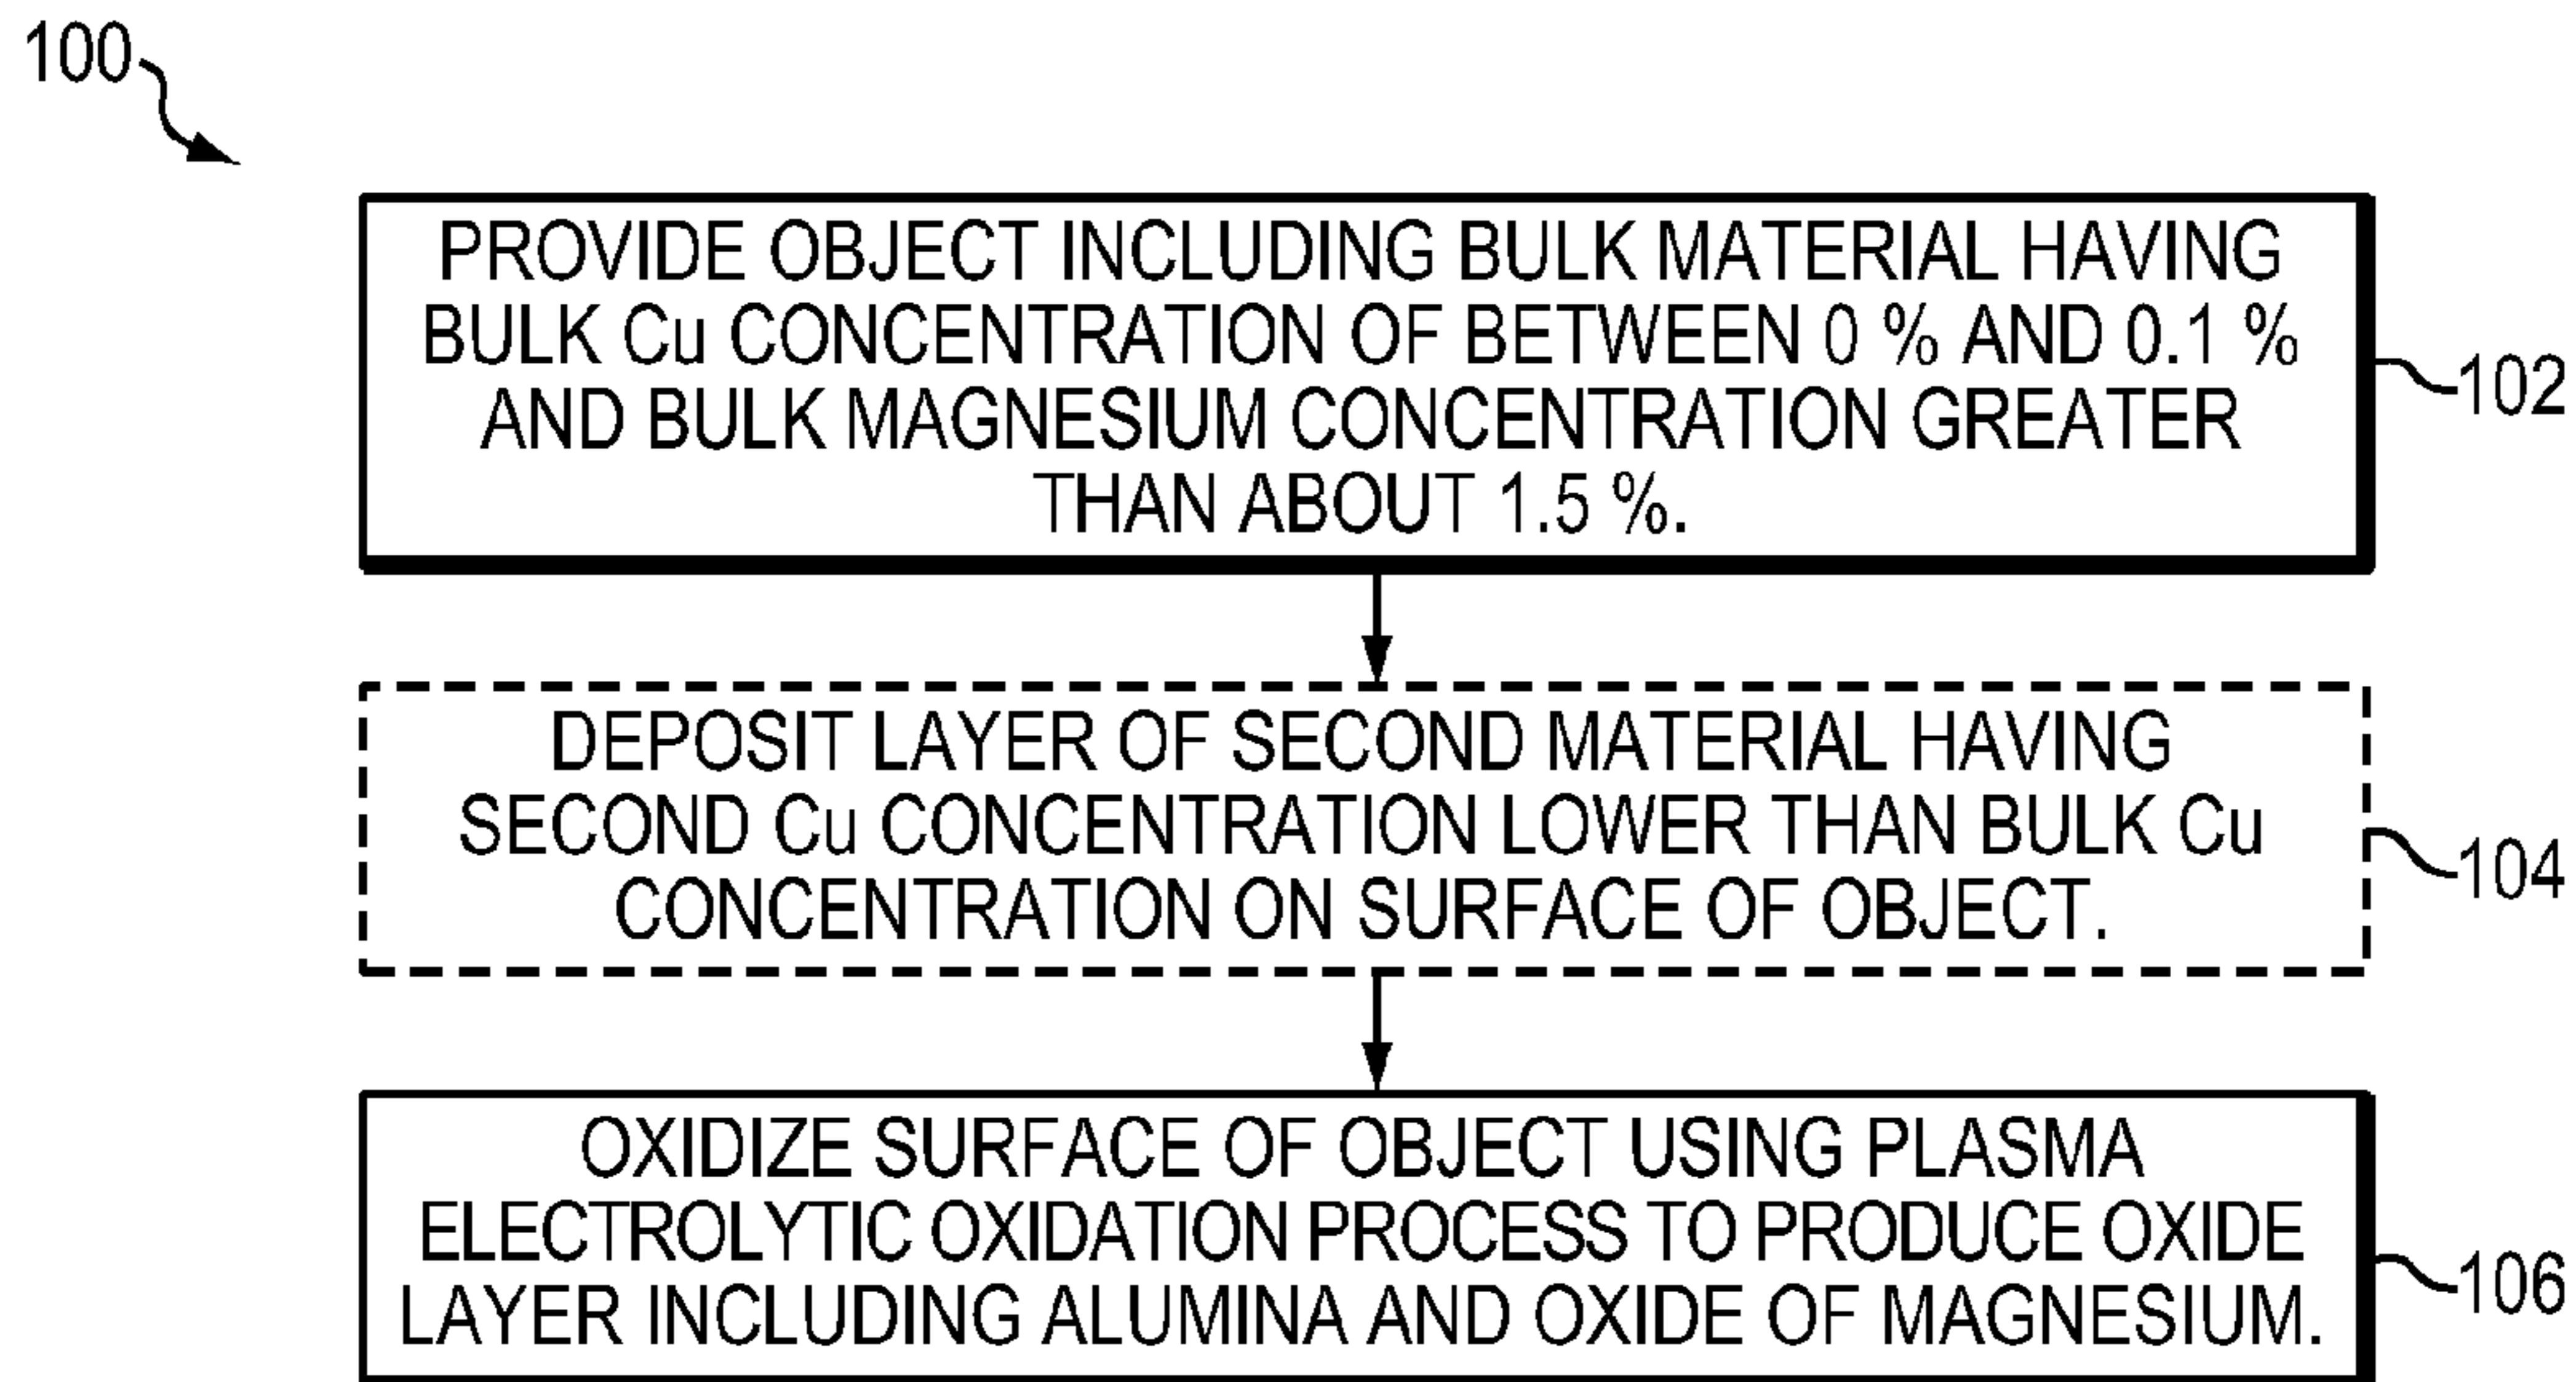 100
PROVIDE OBJECT INCLUDING BULK MATERIAL HAVING
BULK Cu CONCENTRATION OF BETWEEN 0 % AND 0.1 %
AND BULK MAGNESIUM CONCENTRATION GREATER
THAN ABOUT 1.5 %.
102
DEPOSIT LAYER OF SECOND MATERIAL HAVING
SECOND Cu CONCENTRATION LOWER THAN BULK Cu
CONCENTRATION ON SURFACE OF OBJECT.
104
OXIDIZE SURFACE OF OBJECT USING PLASMA
ELECTROLYTIC OXIDATION PROCESS TO PRODUCE OXIDE
LAYER INCLUDING ALUMINA AND OXIDE OF MAGNESIUM.
106